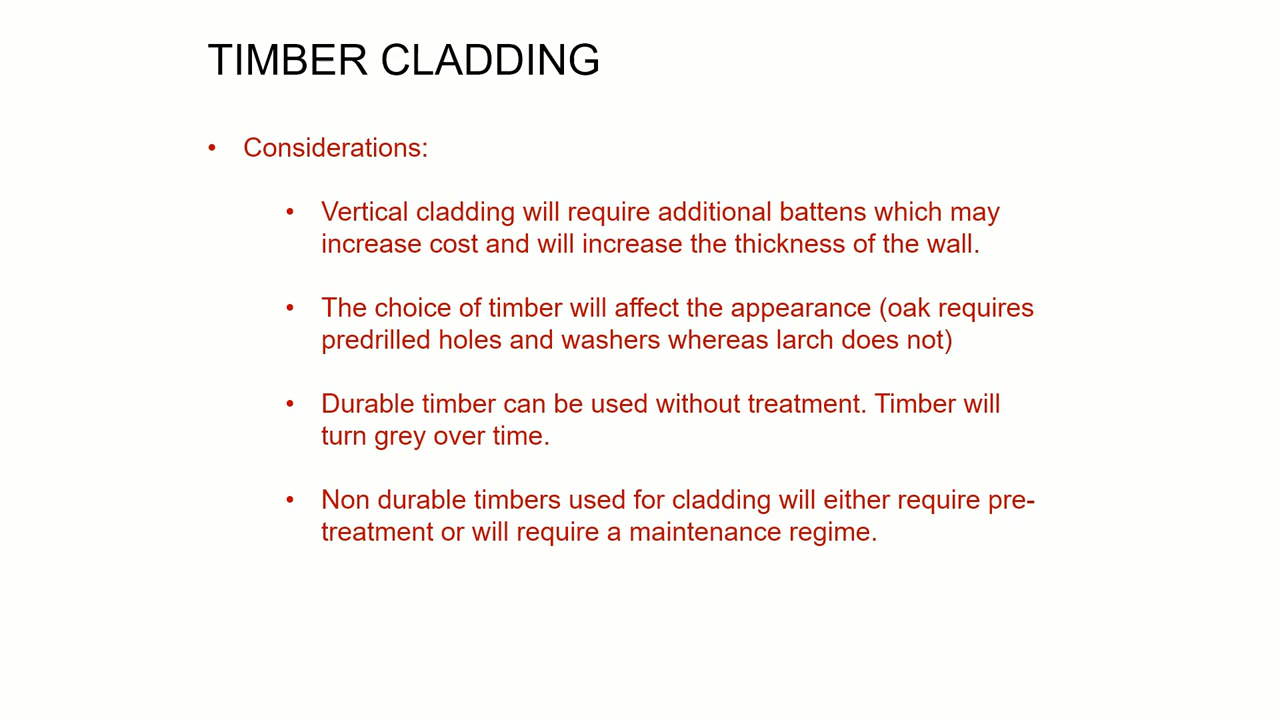 TIMBER CLADDING
• Considerations:
• Vertical cladding will require additional battens which may
increase cost and will increase the thickness of the wall.
• The choice of timber will affect the appearance (oak requires
predrilled holes and washers whereas larch does not)
• Durable timber can be used without treatment. Timber will
turn grey over time.
• Non durable timbers used for cladding will either require pre-
treatment or will require a maintenance regime.